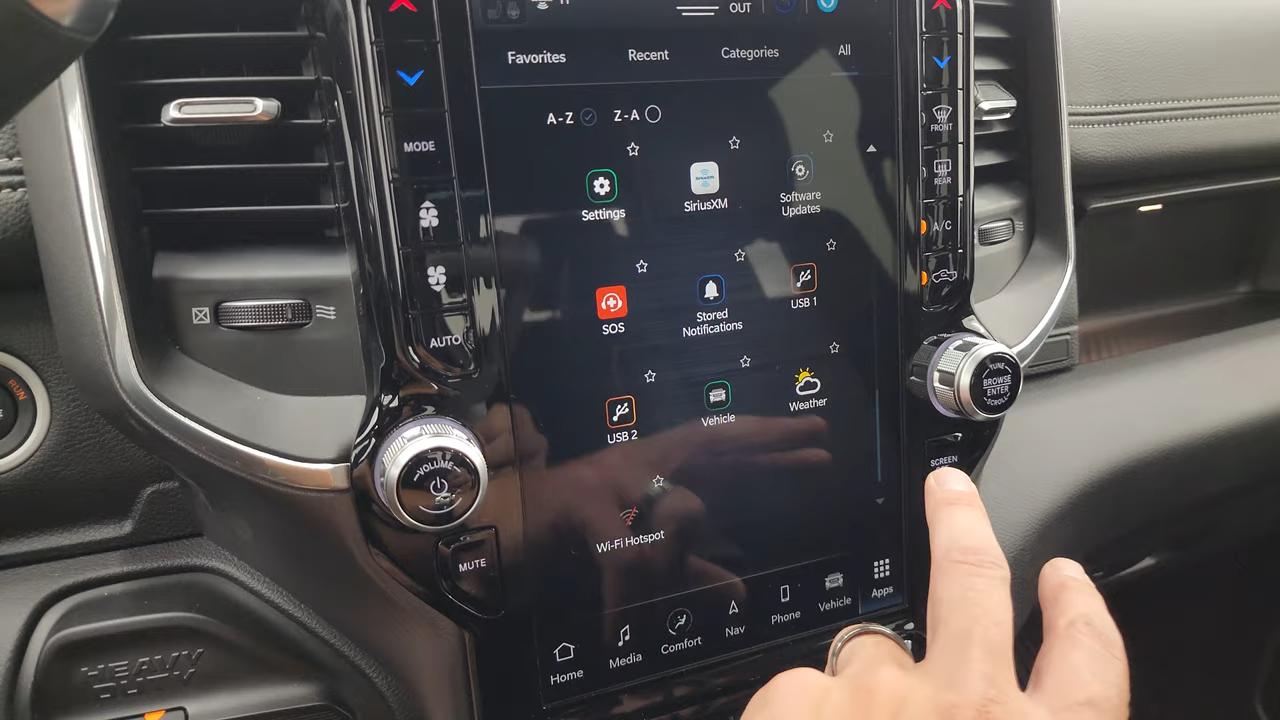 OUT
Favorites
Recent
Categories
All
A-Z
Z-A
MODE
AUTO
Settings
SiriusXM
Software
Updates
SOS
Stored
Notifications
USB 1
USB 2
Vehicle
Weather
Wi-Fi Hotspot
Home
Media
Comfort
Nav
Phone
Vehicle
Apps
FRONT
REAR
A/C
TUNE
BROWSE
ENTER
SCROLL
SCREEN
VOLUME
MUTE
RUN
HEAVY
DUTY